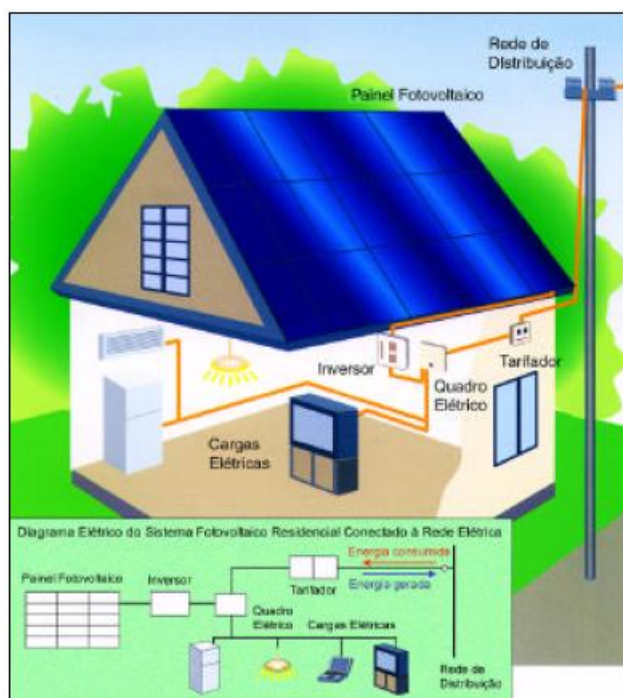 Rede de
Distribuição
Painel Fotovoltaico
Inversor
Tarifador
Quadro
Elétrico
Cargas
Elétricas
Diagrama Elétrico do Sistema Fotovoltaico Residencial Conectado à Rede Elétrica
Energia consumida
Painel Fotovoltaico
Inversor
Tarifador
Energia gerada
Quadro
Elétrico
Cargas Elétricas
Rede de
Distribuição